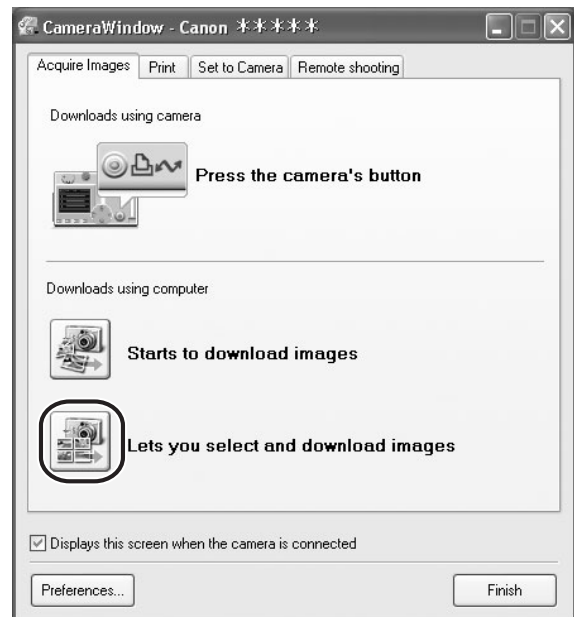 CameraWindow - Canon *****
Acquire Images Print Set to Camera Remote shooting
Downloads using camera
Press the camera's button
Downloads using computer
Starts to download images
Lets you select and download images
Displays this screen when the camera is connected
Preferences... Finish